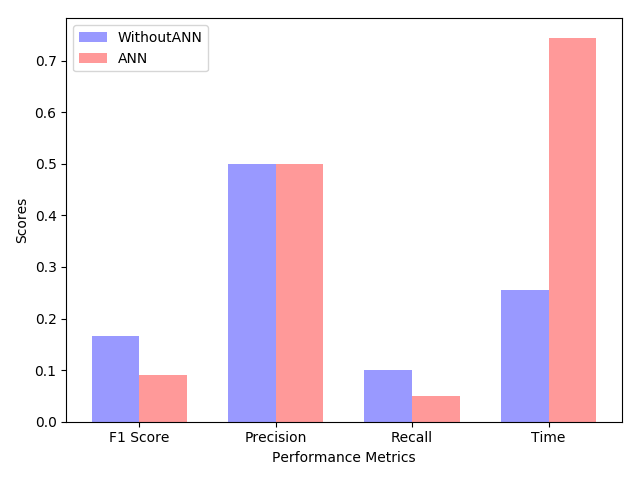 WithoutANN
ANN
0.7
0.6
0.5
0.4
0.3
0.2
0.1
0.0
Scores
F1 Score Precision Recall Time
Performance Metrics